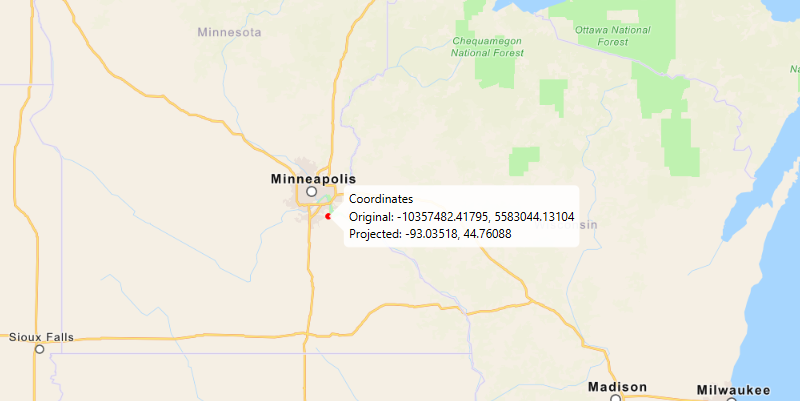 Minnesota
Ottawa National
Forest
Chequamegon
National Forest
Minneapolis
Coordinates
Original: -10357482.41795, 5583044.13104
Projected: -93.03518, 44.76088
Sioux Falls
Madison
Milwaukee